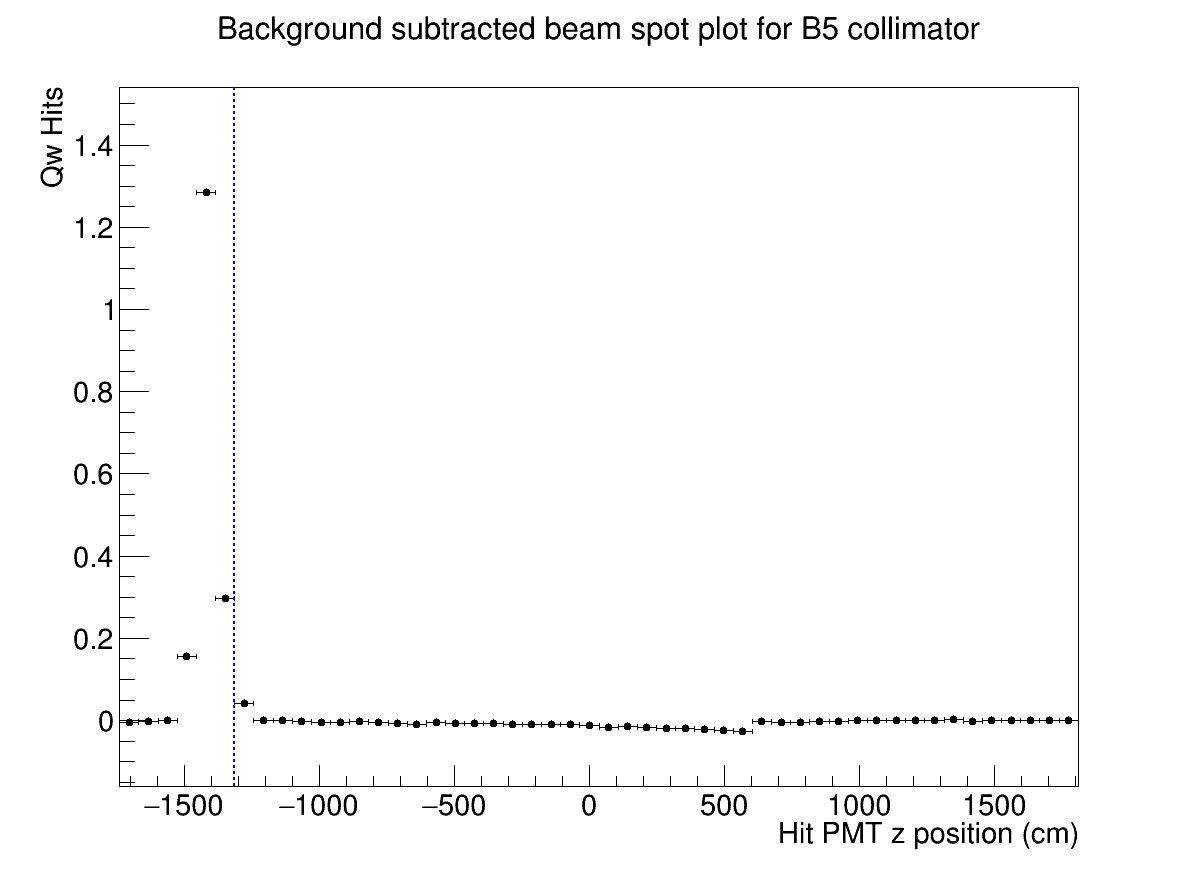 Background subtracted beam spot plot for B5 collimator
Qw Hits
1.4
1.2
1
0.8
0.6
0.4
0.2
0
−1500 −1000 −500 0 500 1000 1500
Hit PMT z position (cm)